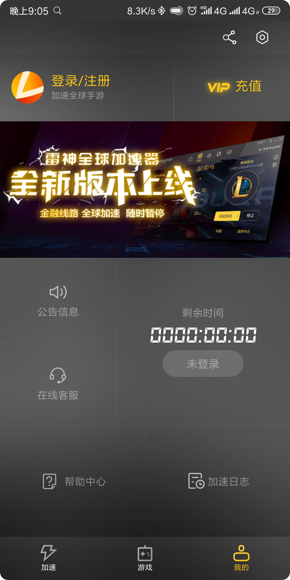 晚上9:05
8.3K/s
4G
4G
29
登录/注册
加速全球手游
VIP 充值
雷神全球加速器
全新版本上线
金融线路 全球加速 随时暂停
公告信息
剩余时间
0000:00:00
未登录
在线客服
帮助中心
加速日志
加速
游戏
我的